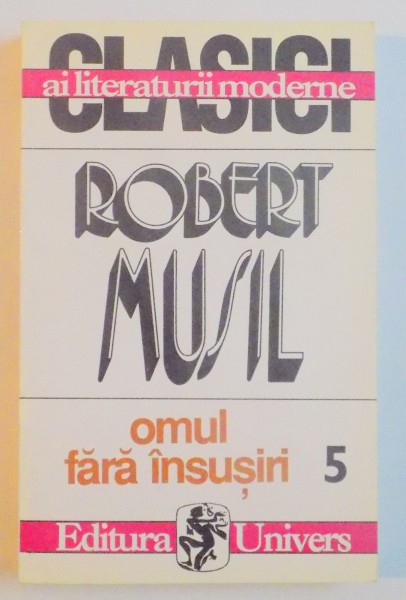 CLASICI
ai literaturii moderne
ROBERT
MUSIL
omul
fără însușiri 5
Editura Univers